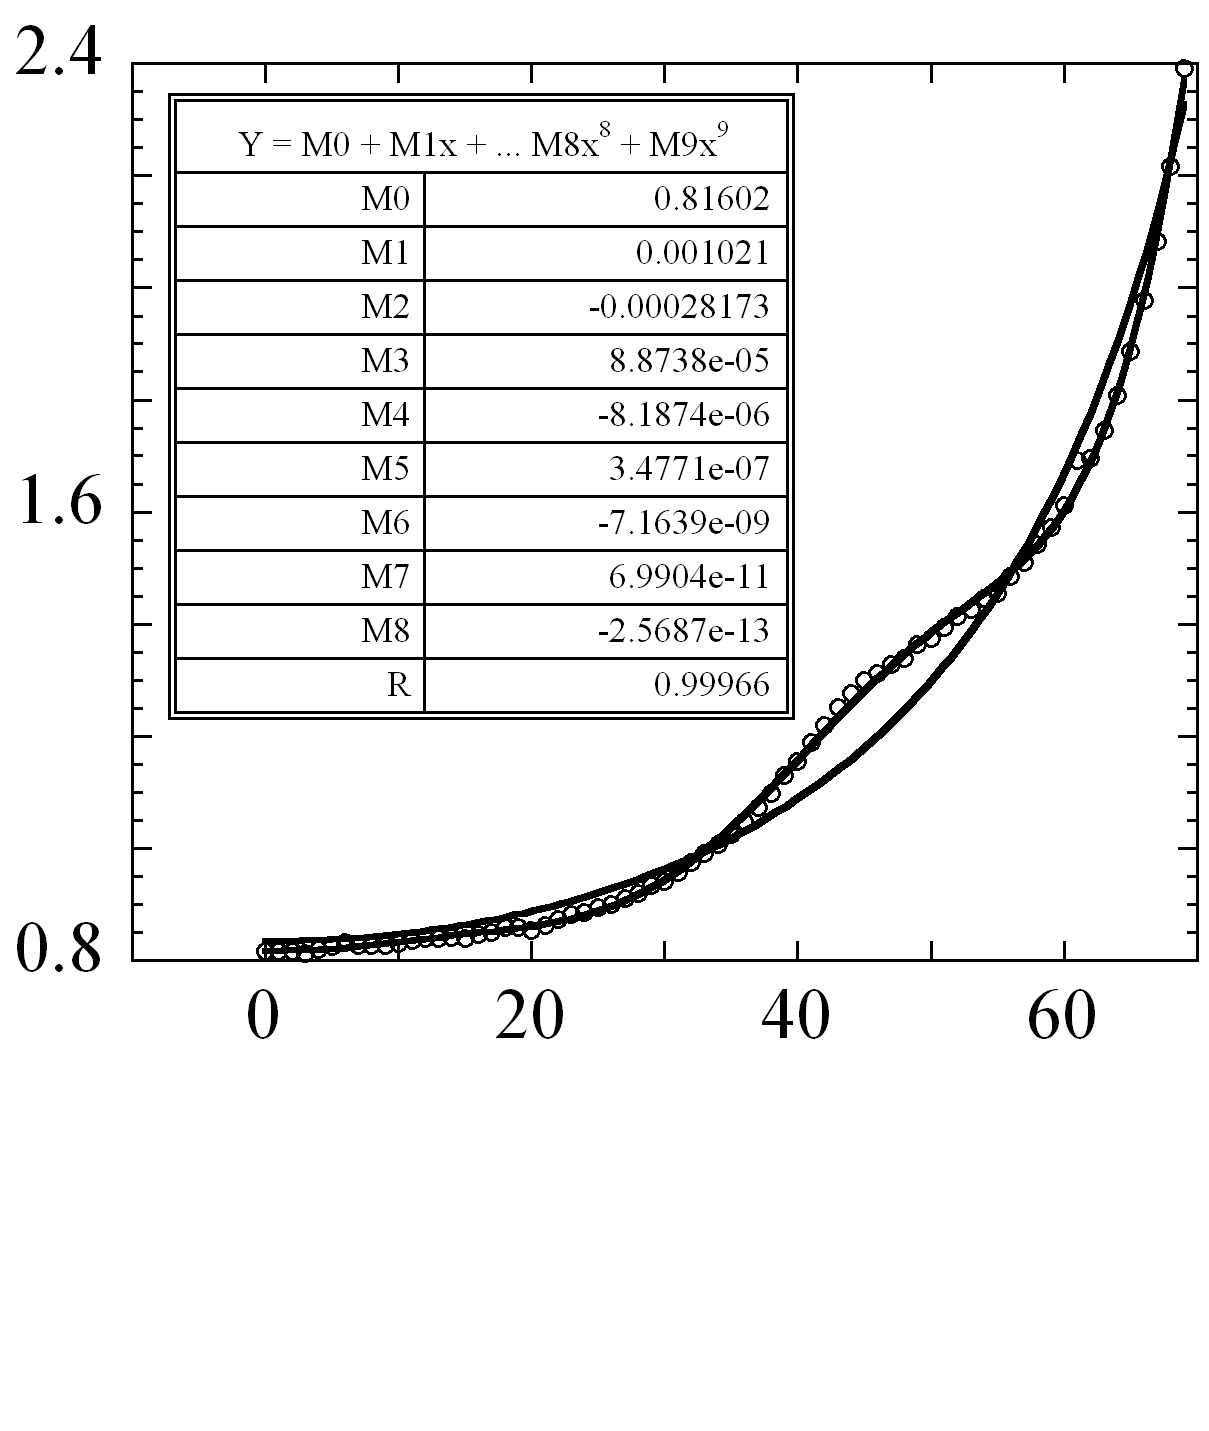 2.4
1.6
0.8
Y = M0 + M1x + ... M8x⁸ + M9x⁹
M0 0.81602
M1 0.001021
M2 -0.00028173
M3 8.8738e-05
M4 -8.1874e-06
M5 3.4771e-07
M6 -7.1639e-09
M7 6.9904e-11
M8 -2.5687e-13
R 0.99966
0 20 40 60